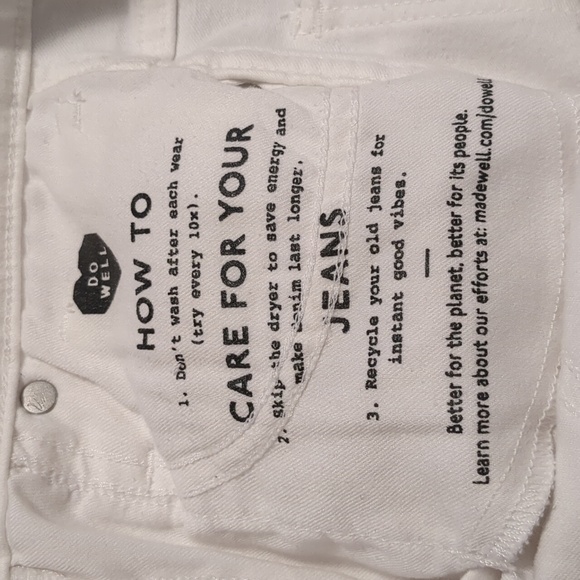 DO
WELL
HOW TO
1. Don't wash after each wear
(try every 10x).
CARE FOR YOUR
2. Skip the dryer to save energy and
make denim last longer.
JEANS
3. Recycle your old jeans for
instant good vibes.
—
Better for the planet, better for its people.
Learn more about our efforts at: madewell.com/dowell